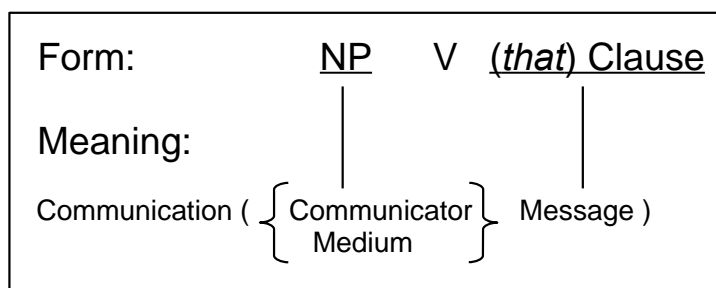 Form: NP V (that) Clause
Meaning:
Communication ( { Communicator } Message )
Medium